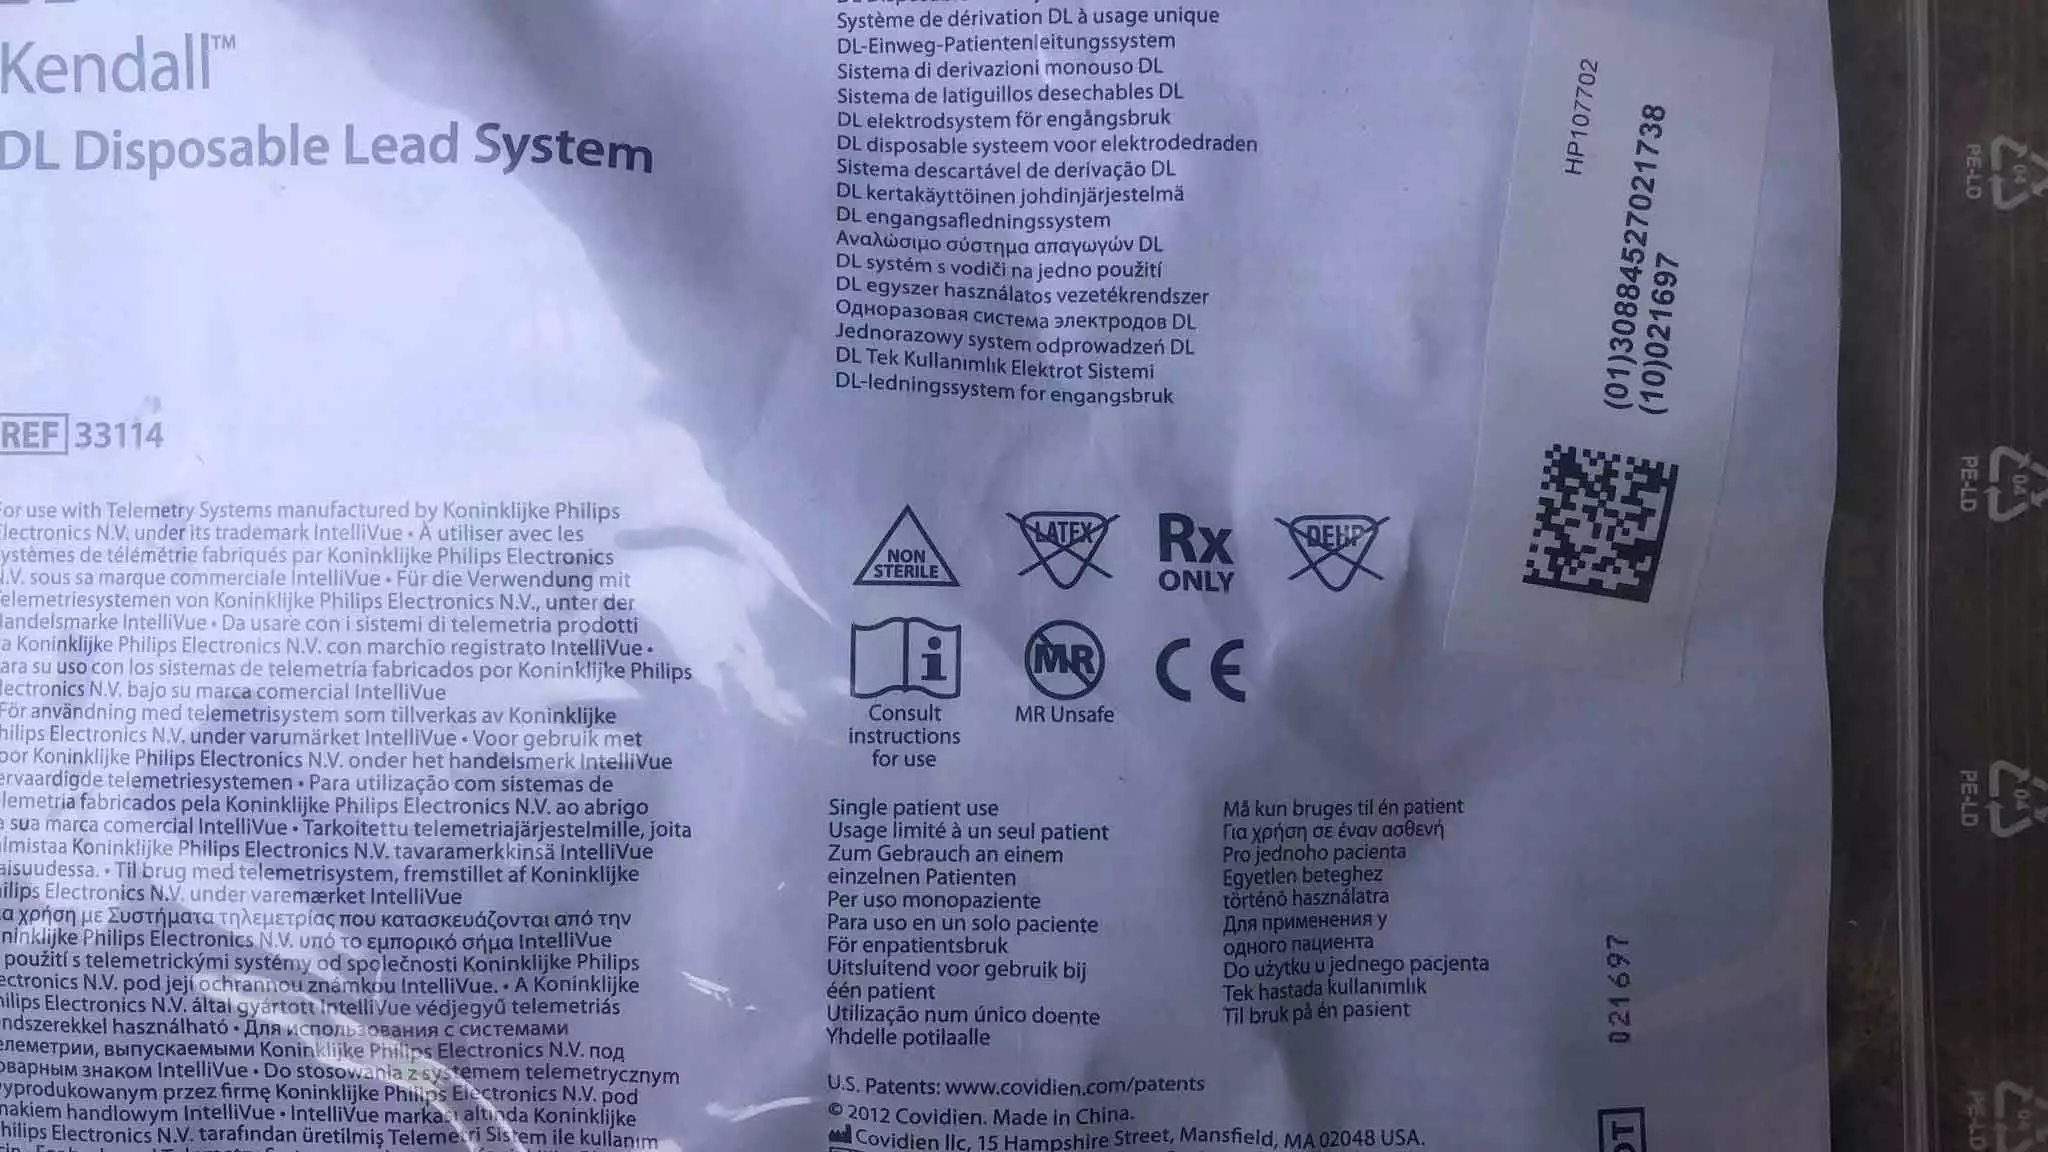 Kendall™
DL Disposable Lead System
REF 33114
For use with Telemetry Systems manufactured by Koninklijke Philips
Electronics N.V. under its trademark IntelliVue • À utiliser avec les
systèmes de télémétrie fabriqués par Koninklijke Philips Electronics
N.V. sous sa marque commerciale IntelliVue • Für die Verwendung mit
Telemetriesystemen von Koninklijke Philips Electronics N.V., unter der
Handelsmarke IntelliVue • Da usare con i sistemi di telemetria prodotti
da Koninklijke Philips Electronics N.V. con marchio registrato IntelliVue •
Para su uso con los sistemas de telemetría fabricados por Koninklijke Philips
Electronics N.V. bajo su marca comercial IntelliVue
För användning med telemetrisystem som tillverkas av Koninklijke
Philips Electronics N.V. under varumärket IntelliVue • Voor gebruik met
door Koninklijke Philips Electronics N.V. onder het handelsmerk IntelliVue
vervaardigde telemetriesystemen • Para utilização com sistemas de
telemetria fabricados pela Koninklijke Philips Electronics N.V. ao abrigo
da sua marca comercial IntelliVue • Tarkoitettu telemetriajärjestelmille, joita
valmistaa Koninklijke Philips Electronics N.V. tavaramerkkinsä IntelliVue
• Til brug med telemetrisystem, fremstillet af Koninklijke
Philips Electronics N.V. under varemærket IntelliVue
Για χρήση με Συστήματα τηλεμετρίας που κατασκευάζονται από την
Koninklijke Philips Electronics N.V. υπό το εμπορικό σήμα IntelliVue
použití s telemetrickými systémy od společnosti Koninklijke Philips
Electronics N.V. pod její ochrannou známkou IntelliVue. • A Koninklijke
Philips Electronics N.V. által gyártott IntelliVue védjegyű telemetriás
rendszerekkel használható • Для использования с системами
телеметрии, выпускаемыми Koninklijke Philips Electronics N.V. под
товарным знаком IntelliVue • Do stosowania z systemem telemetrycznym
wyprodukowanym przez firmę Koninklijke Philips Electronics N.V. pod
znakiem handlowym IntelliVue • IntelliVue markası altında Koninklijke
Philips Electronics N.V. tarafından üretilmiş Telemetri Sistem ile kullanım
Système de dérivation DL à usage unique
DL-Einweg-Patientenleitungssystem
Sistema di derivazioni monouso DL
Sistema de latiguillos desechables DL
DL elektrodsystem för engångsbruk
DL disposable systeem voor elektrodedraden
Sistema descartável de derivação DL
DL kertakäyttöinen johdinjärjestelmä
DL engangsafledningssystem
Αναλώσιμο σύστημα απαγωγών DL
DL systém s vodiči na jedno použití
DL egyszer használatos vezetékrendszer
Одноразовая система электродов DL
Jednorazowy system odprowadzeń DL
DL Tek Kullanımlık Elektrot Sistemi
DL-ledningssystem for engangsbruk
NON
STERILE
LATEX
Rx
ONLY
DEHP
i
MR
CE
Consult
instructions
for use
MR Unsafe
Single patient use
Usage limité à un seul patient
Zum Gebrauch an einem
einzelnen Patienten
Per uso monopaziente
Para uso en un solo paciente
För enpatientsbruk
Uitsluitend voor gebruik bij
één patient
Utilização num único doente
Yhdelle potilaalle
Må kun bruges til én patient
Για χρήση σε έναν ασθενή
Pro jednoho pacienta
Egyetlen beteghez
történő használatra
Для применения у
одного пациента
Do użytku u jednego pacjenta
Tek hastada kullanımlık
Til bruk på én pasient
U.S. Patents: www.covidien.com/patents
© 2012 Covidien. Made in China.
Covidien llc, 15 Hampshire Street, Mansfield, MA 02048 USA.
HP107702
(01)30884527021738
(10)021697
021697
PE-LD
04
PE-LD
04
PE-LD
04
PE-LD
04